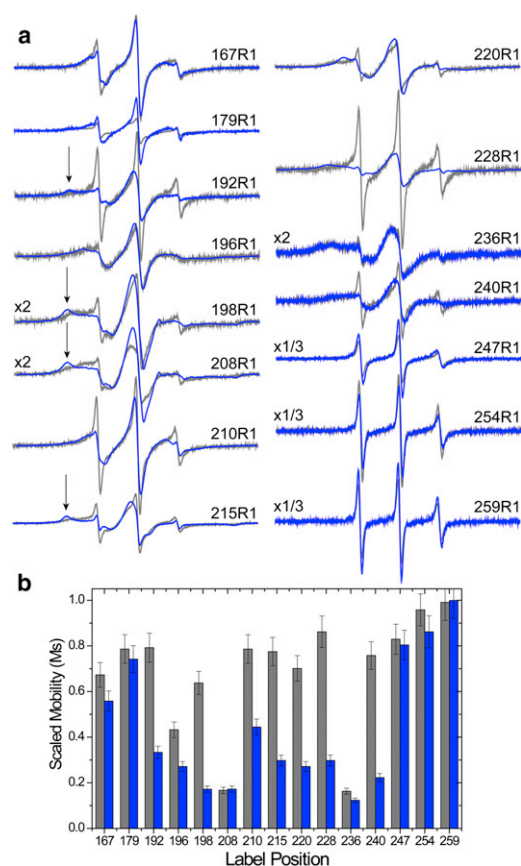 a
167R1
179R1
192R1
196R1
x2 198R1
x2 208R1
210R1
215R1
220R1
228R1
x2 236R1
240R1
x1/3 247R1
x1/3 254R1
x1/3 259R1
b
Scaled Mobility (Ms)
1.0
0.8
0.6
0.4
0.2
0.0
167 179 192 196 198 208 210 215 220 228 236 240 247 254 259
Label Position